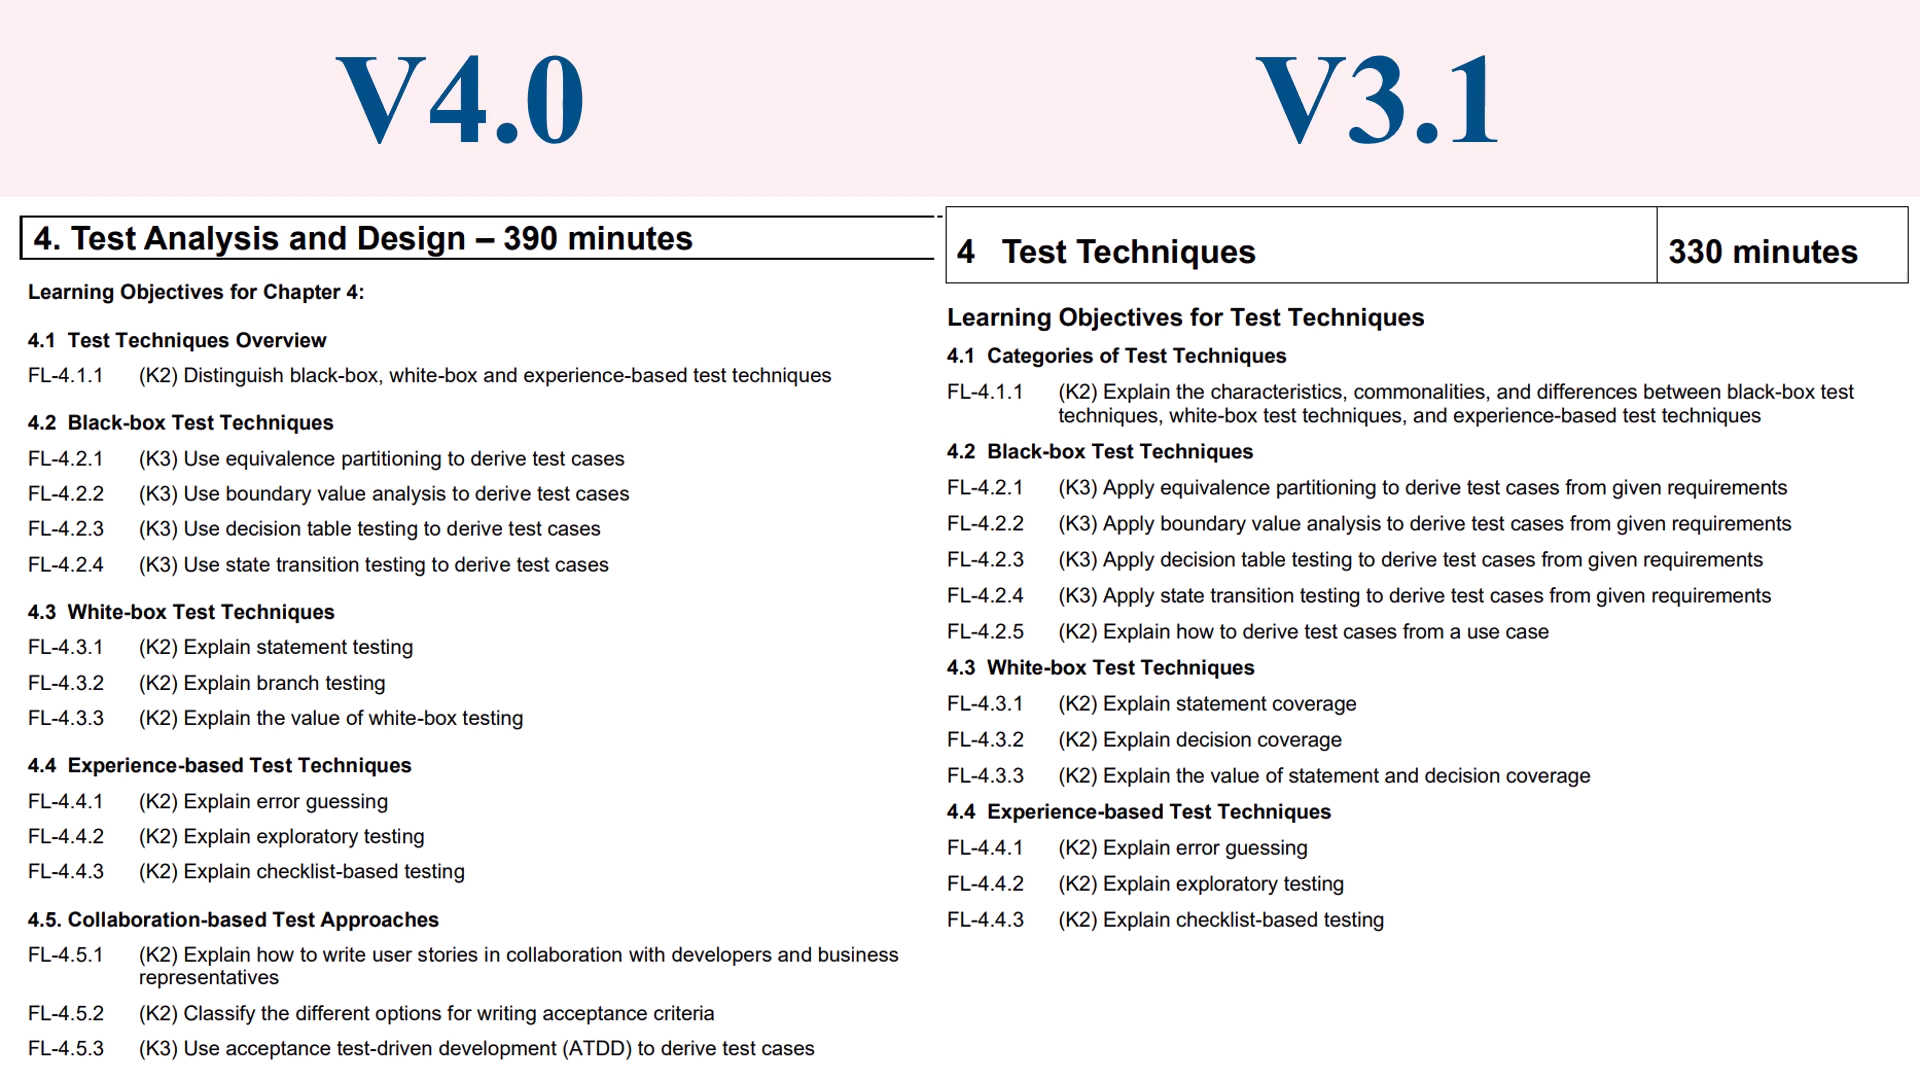 V4.0
4. Test Analysis and Design – 390 minutes
Learning Objectives for Chapter 4:
4.1 Test Techniques Overview
FL-4.1.1 (K2) Distinguish black-box, white-box and experience-based test techniques
4.2 Black-box Test Techniques
FL-4.2.1 (K3) Use equivalence partitioning to derive test cases
FL-4.2.2 (K3) Use boundary value analysis to derive test cases
FL-4.2.3 (K3) Use decision table testing to derive test cases
FL-4.2.4 (K3) Use state transition testing to derive test cases
4.3 White-box Test Techniques
FL-4.3.1 (K2) Explain statement testing
FL-4.3.2 (K2) Explain branch testing
FL-4.3.3 (K2) Explain the value of white-box testing
4.4 Experience-based Test Techniques
FL-4.4.1 (K2) Explain error guessing
FL-4.4.2 (K2) Explain exploratory testing
FL-4.4.3 (K2) Explain checklist-based testing
4.5. Collaboration-based Test Approaches
FL-4.5.1 (K2) Explain how to write user stories in collaboration with developers and business
representatives
FL-4.5.2 (K2) Classify the different options for writing acceptance criteria
FL-4.5.3 (K3) Use acceptance test-driven development (ATDD) to derive test cases
V3.1
4 Test Techniques 330 minutes
Learning Objectives for Test Techniques
4.1 Categories of Test Techniques
FL-4.1.1 (K2) Explain the characteristics, commonalities, and differences between black-box test
techniques, white-box test techniques, and experience-based test techniques
4.2 Black-box Test Techniques
FL-4.2.1 (K3) Apply equivalence partitioning to derive test cases from given requirements
FL-4.2.2 (K3) Apply boundary value analysis to derive test cases from given requirements
FL-4.2.3 (K3) Apply decision table testing to derive test cases from given requirements
FL-4.2.4 (K3) Apply state transition testing to derive test cases from given requirements
FL-4.2.5 (K2) Explain how to derive test cases from a use case
4.3 White-box Test Techniques
FL-4.3.1 (K2) Explain statement coverage
FL-4.3.2 (K2) Explain decision coverage
FL-4.3.3 (K2) Explain the value of statement and decision coverage
4.4 Experience-based Test Techniques
FL-4.4.1 (K2) Explain error guessing
FL-4.4.2 (K2) Explain exploratory testing
FL-4.4.3 (K2) Explain checklist-based testing